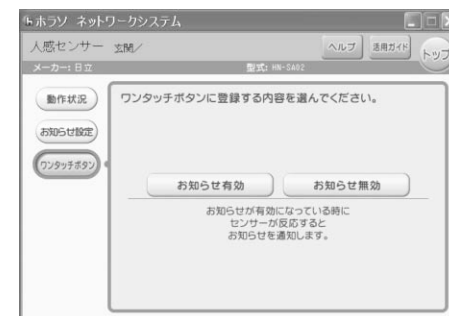 ホラソ ネットワークシステム
人感センサー 玄関／
ヘルプ
活用ガイド
トップ
メーカー: 日立
型式: HN-SA02
動作状況
お知らせ設定
ワンタッチボタン
ワンタッチボタンに登録する内容を選んでください。
お知らせ有効
お知らせ無効
お知らせが有効になっている時に
センサーが反応すると
お知らせを通知します。